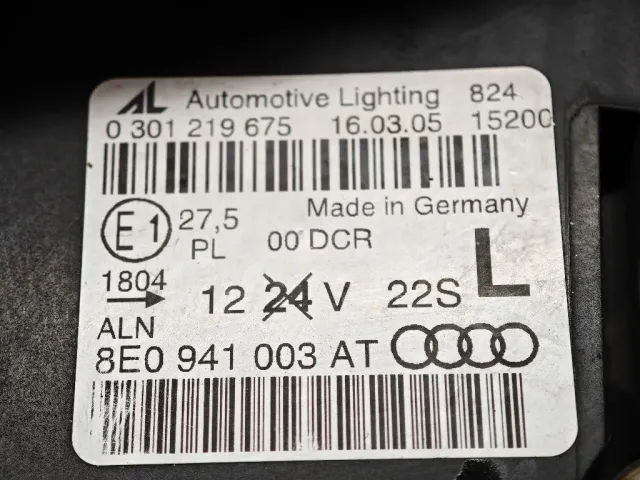 AL Automotive Lighting 824
0 301 219 675 16.03.05 15200
E1 27,5 Made in Germany
PL 00 DCR L
1804
12 24 V 22S
ALN
8E0 941 003 AT